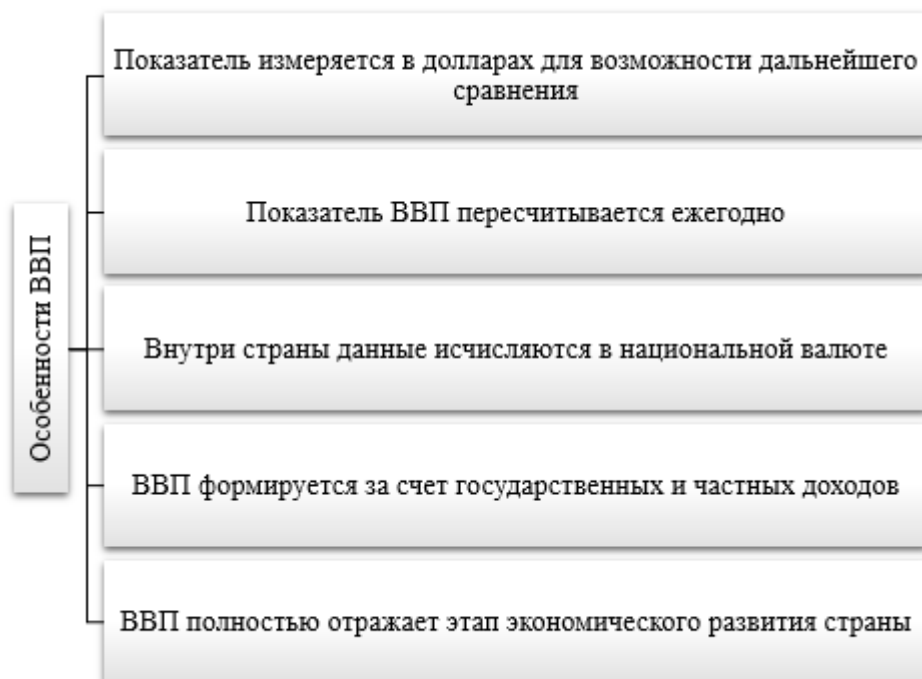 Особенности ВВП
Показатель измеряется в долларах для возможности дальнейшего
сравнения
Показатель ВВП пересчитывается ежегодно
Внутри страны данные исчисляются в национальной валюте
ВВП формируется за счет государственных и частных доходов
ВВП полностью отражает этап экономического развития страны